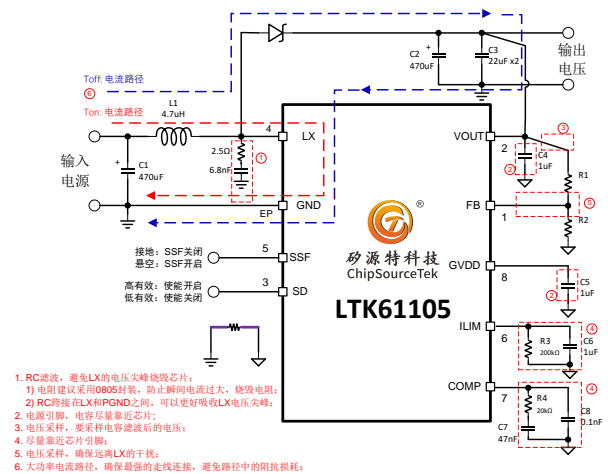 Toff: 电流路径
⑥
Ton: 电流路径
L1
4.7uH
输入
电源
+
C1
470uF
2.5Ω
6.8nF
①
+
C2
470uF
C3
22uF x2
输出
电压
4
LX
GND
EP
5
SSF
接地：SSF关闭
悬空：SSF开启
3
SD
高有效：使能开启
低有效：使能关闭
VOUT
2
③
C4
1uF
②
R1
FB
1
⑤
R2
®
矽源特科技
ChipSourceTek
LTK61105
GVDD
8
C5
1uF
②
ILIM
6
④
R3
200kΩ
C6
1uF
COMP
7
④
R4
20kΩ
C7
47nF
C8
0.1nF
1. RC滤波，避免LX的电压尖峰烧毁芯片；
1) 电阻建议采用0805封装，防止瞬间电流过大，烧毁电阻；
2) RC跨接在LX和PGND之间，可以更好吸收LX电压尖峰；
2. 电源引脚，电容尽量靠近芯片；
3. 电压采样，要采样电容滤波后的电压；
4. 尽量靠近芯片引脚；
5. 电压采样，确保远离LX的干扰；
6. 大功率电流路径，确保最强的走线连接，避免路径中的阻抗损耗；